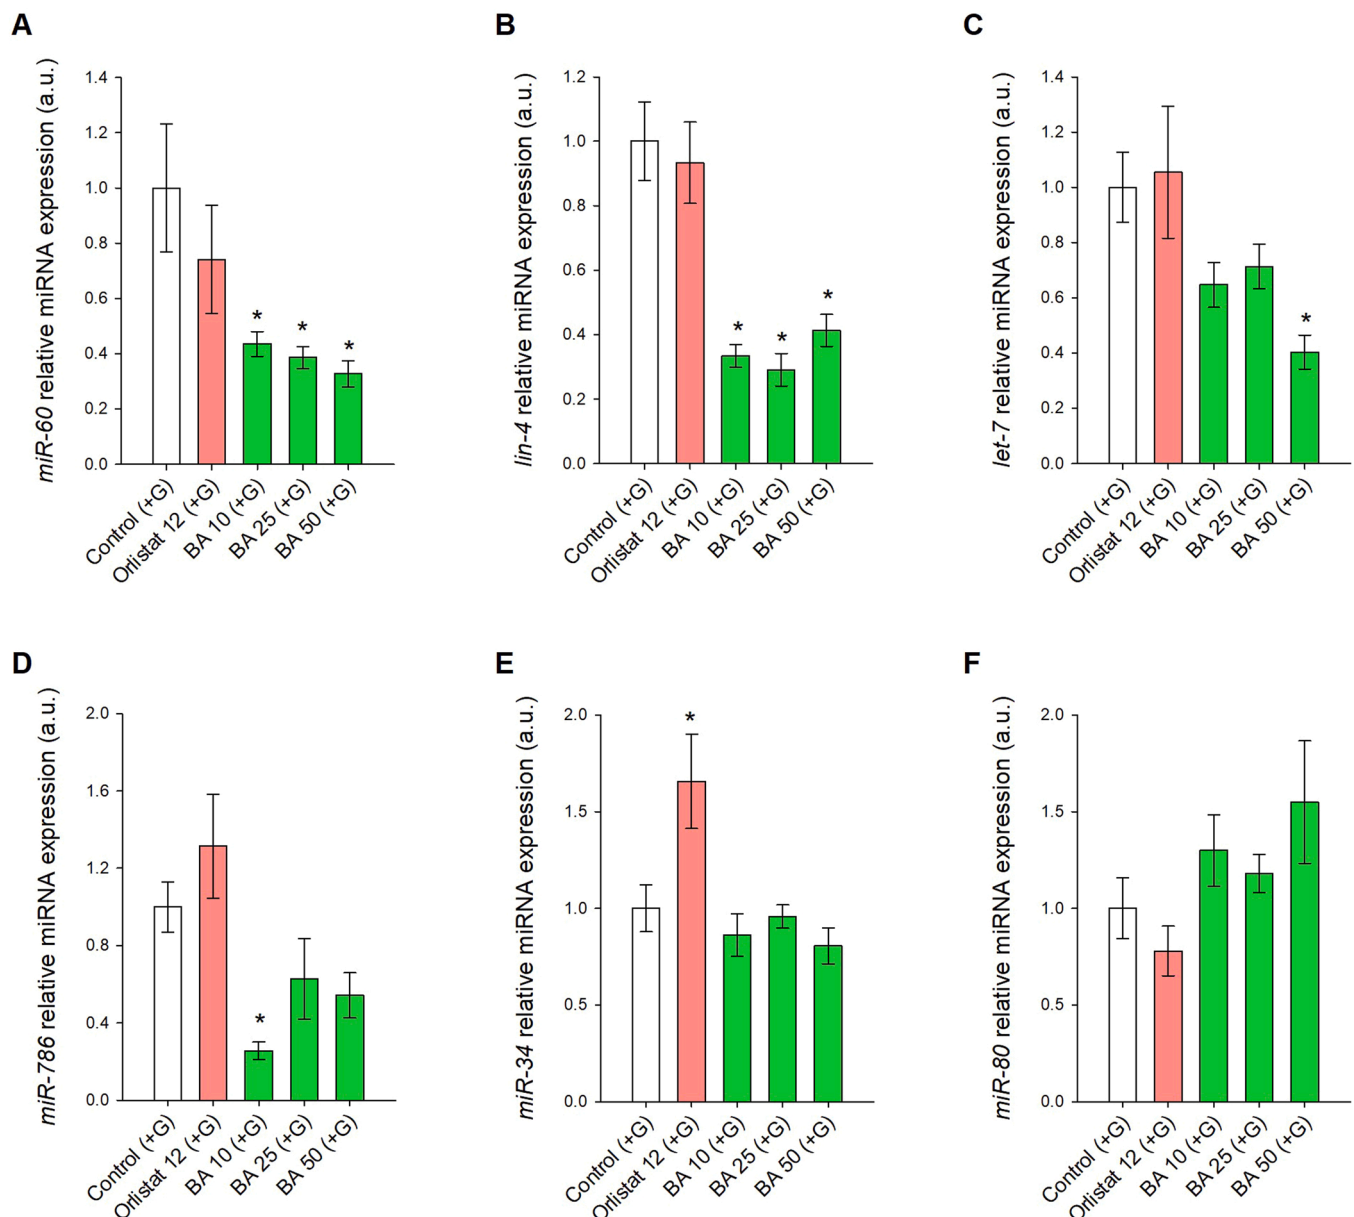 A
miR-60 relative miRNA expression (a.u.)
1.4
1.2
1.0
0.8
0.6
0.4
0.2
0.0
*
*
*
Control (+G)
Orlistat 12 (+G)
BA 10 (+G)
BA 25 (+G)
BA 50 (+G)
B
lin-4 relative miRNA expression (a.u.)
1.2
1.0
0.8
0.6
0.4
0.2
0.0
*
*
*
Control (+G)
Orlistat 12 (+G)
BA 10 (+G)
BA 25 (+G)
BA 50 (+G)
C
let-7 relative miRNA expression (a.u.)
1.4
1.2
1.0
0.8
0.6
0.4
0.2
0.0
*
Control (+G)
Orlistat 12 (+G)
BA 10 (+G)
BA 25 (+G)
BA 50 (+G)
D
miR-786 relative miRNA expression (a.u.)
2.0
1.6
1.2
0.8
0.4
0.0
*
Control (+G)
Orlistat 12 (+G)
BA 10 (+G)
BA 25 (+G)
BA 50 (+G)
E
miR-34 relative miRNA expression (a.u.)
2.0
1.5
1.0
0.5
0.0
*
Control (+G)
Orlistat 12 (+G)
BA 10 (+G)
BA 25 (+G)
BA 50 (+G)
F
miR-80 relative miRNA expression (a.u.)
2.0
1.5
1.0
0.5
0.0
Control (+G)
Orlistat 12 (+G)
BA 10 (+G)
BA 25 (+G)
BA 50 (+G)